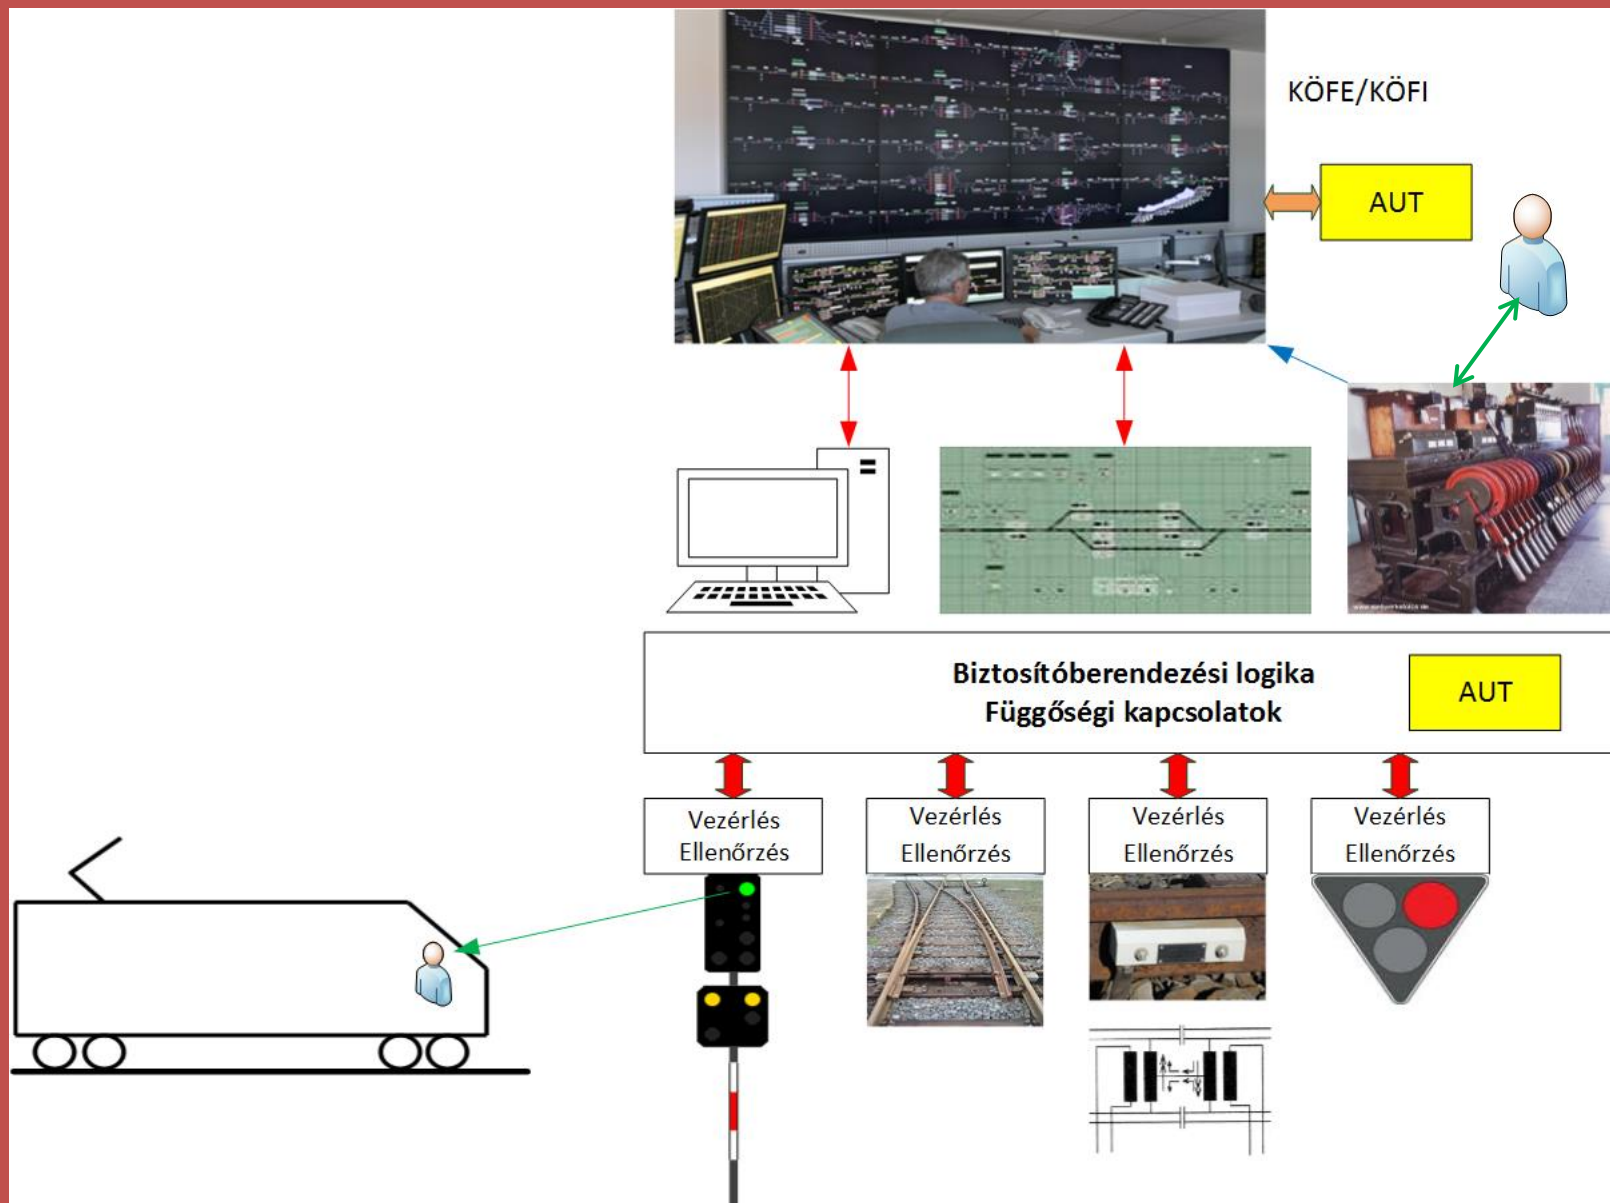 KÖFE/KÖFI
AUT
Biztosítóberendezési logika
Függőségi kapcsolatok
AUT
Vezérlés
Ellenőrzés
Vezérlés
Ellenőrzés
Vezérlés
Ellenőrzés
Vezérlés
Ellenőrzés